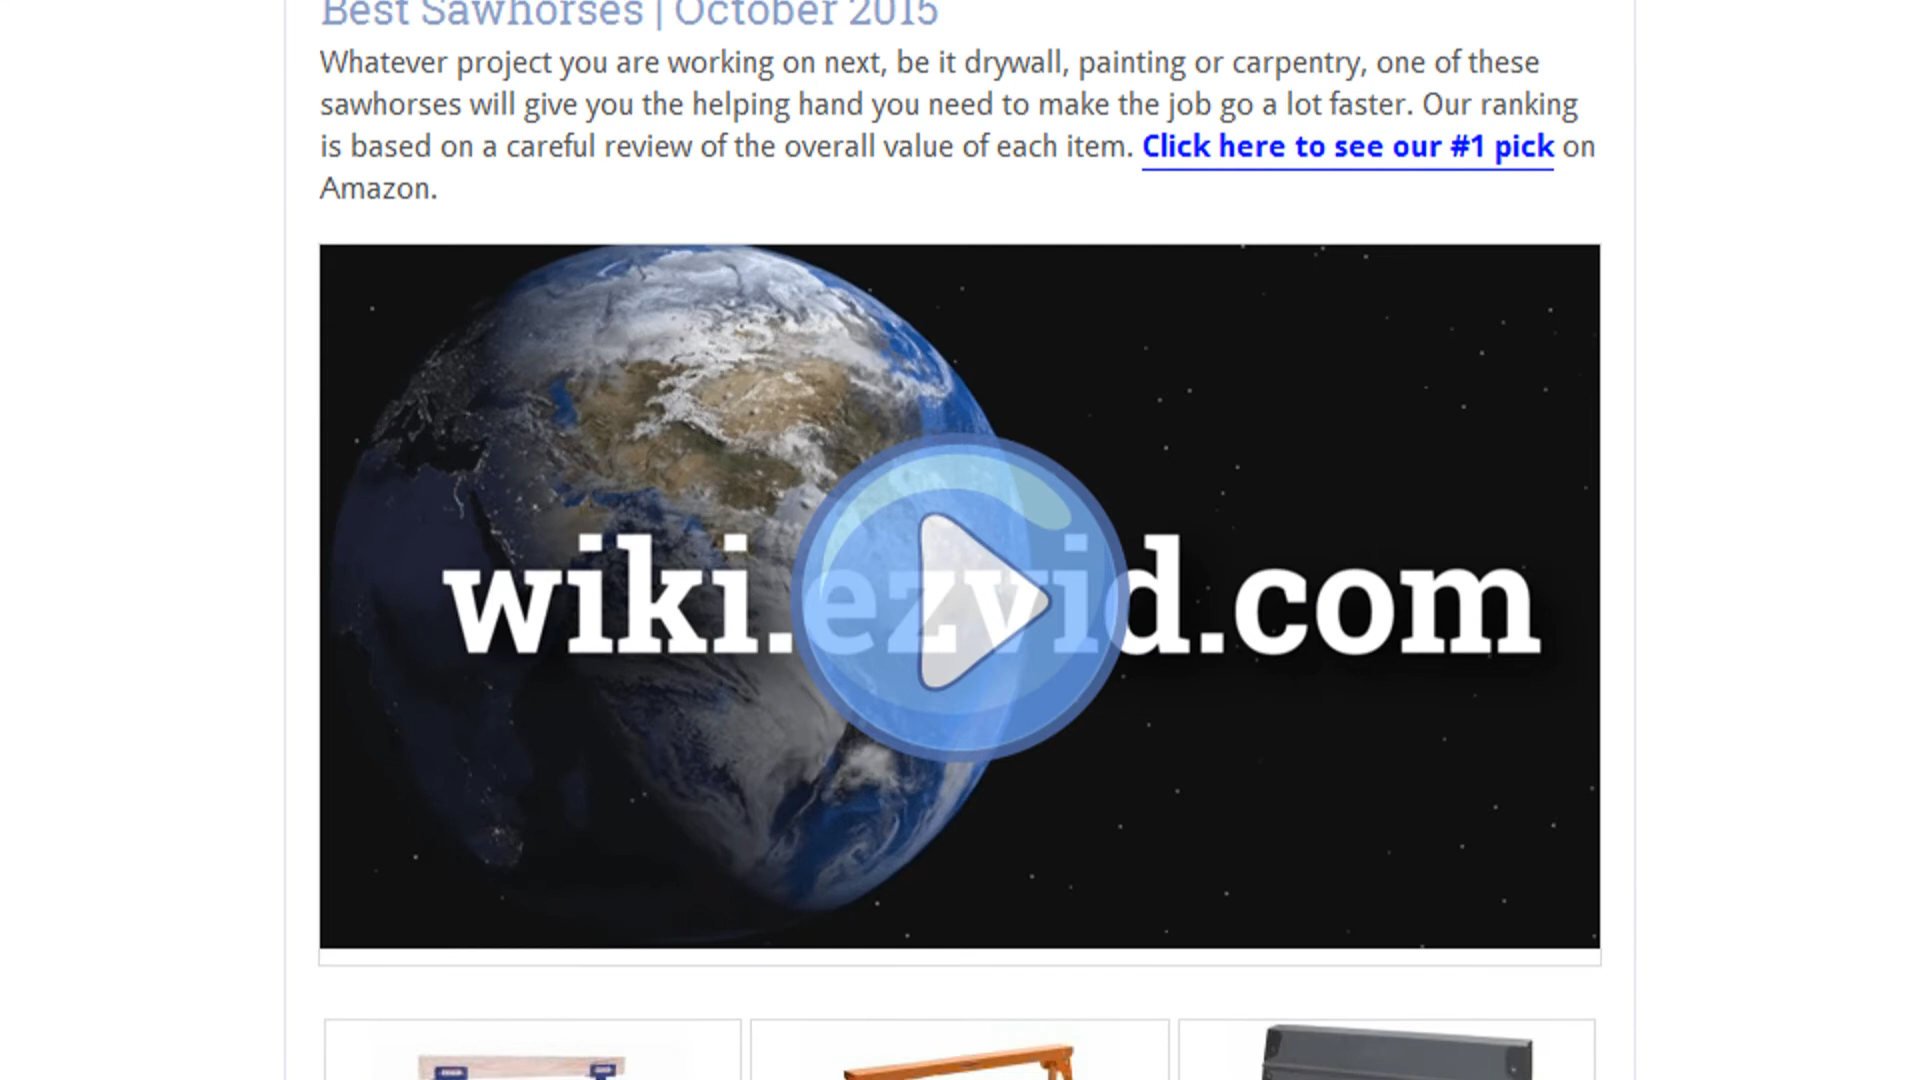 Best Sawhorses | October 2015
Whatever project you are working on next, be it drywall, painting or carpentry, one of these
sawhorses will give you the helping hand you need to make the job go a lot faster. Our ranking
is based on a careful review of the overall value of each item. Click here to see our #1 pick on
Amazon.
wiki.ezvid.com